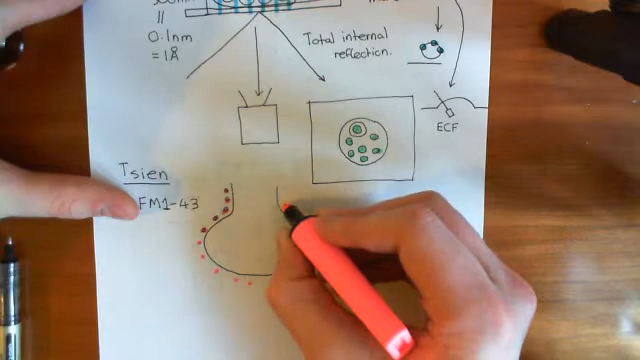 ||
0.1nm
= 1Å
Total internal
reflection.
ECF
Tsien
FM1-43